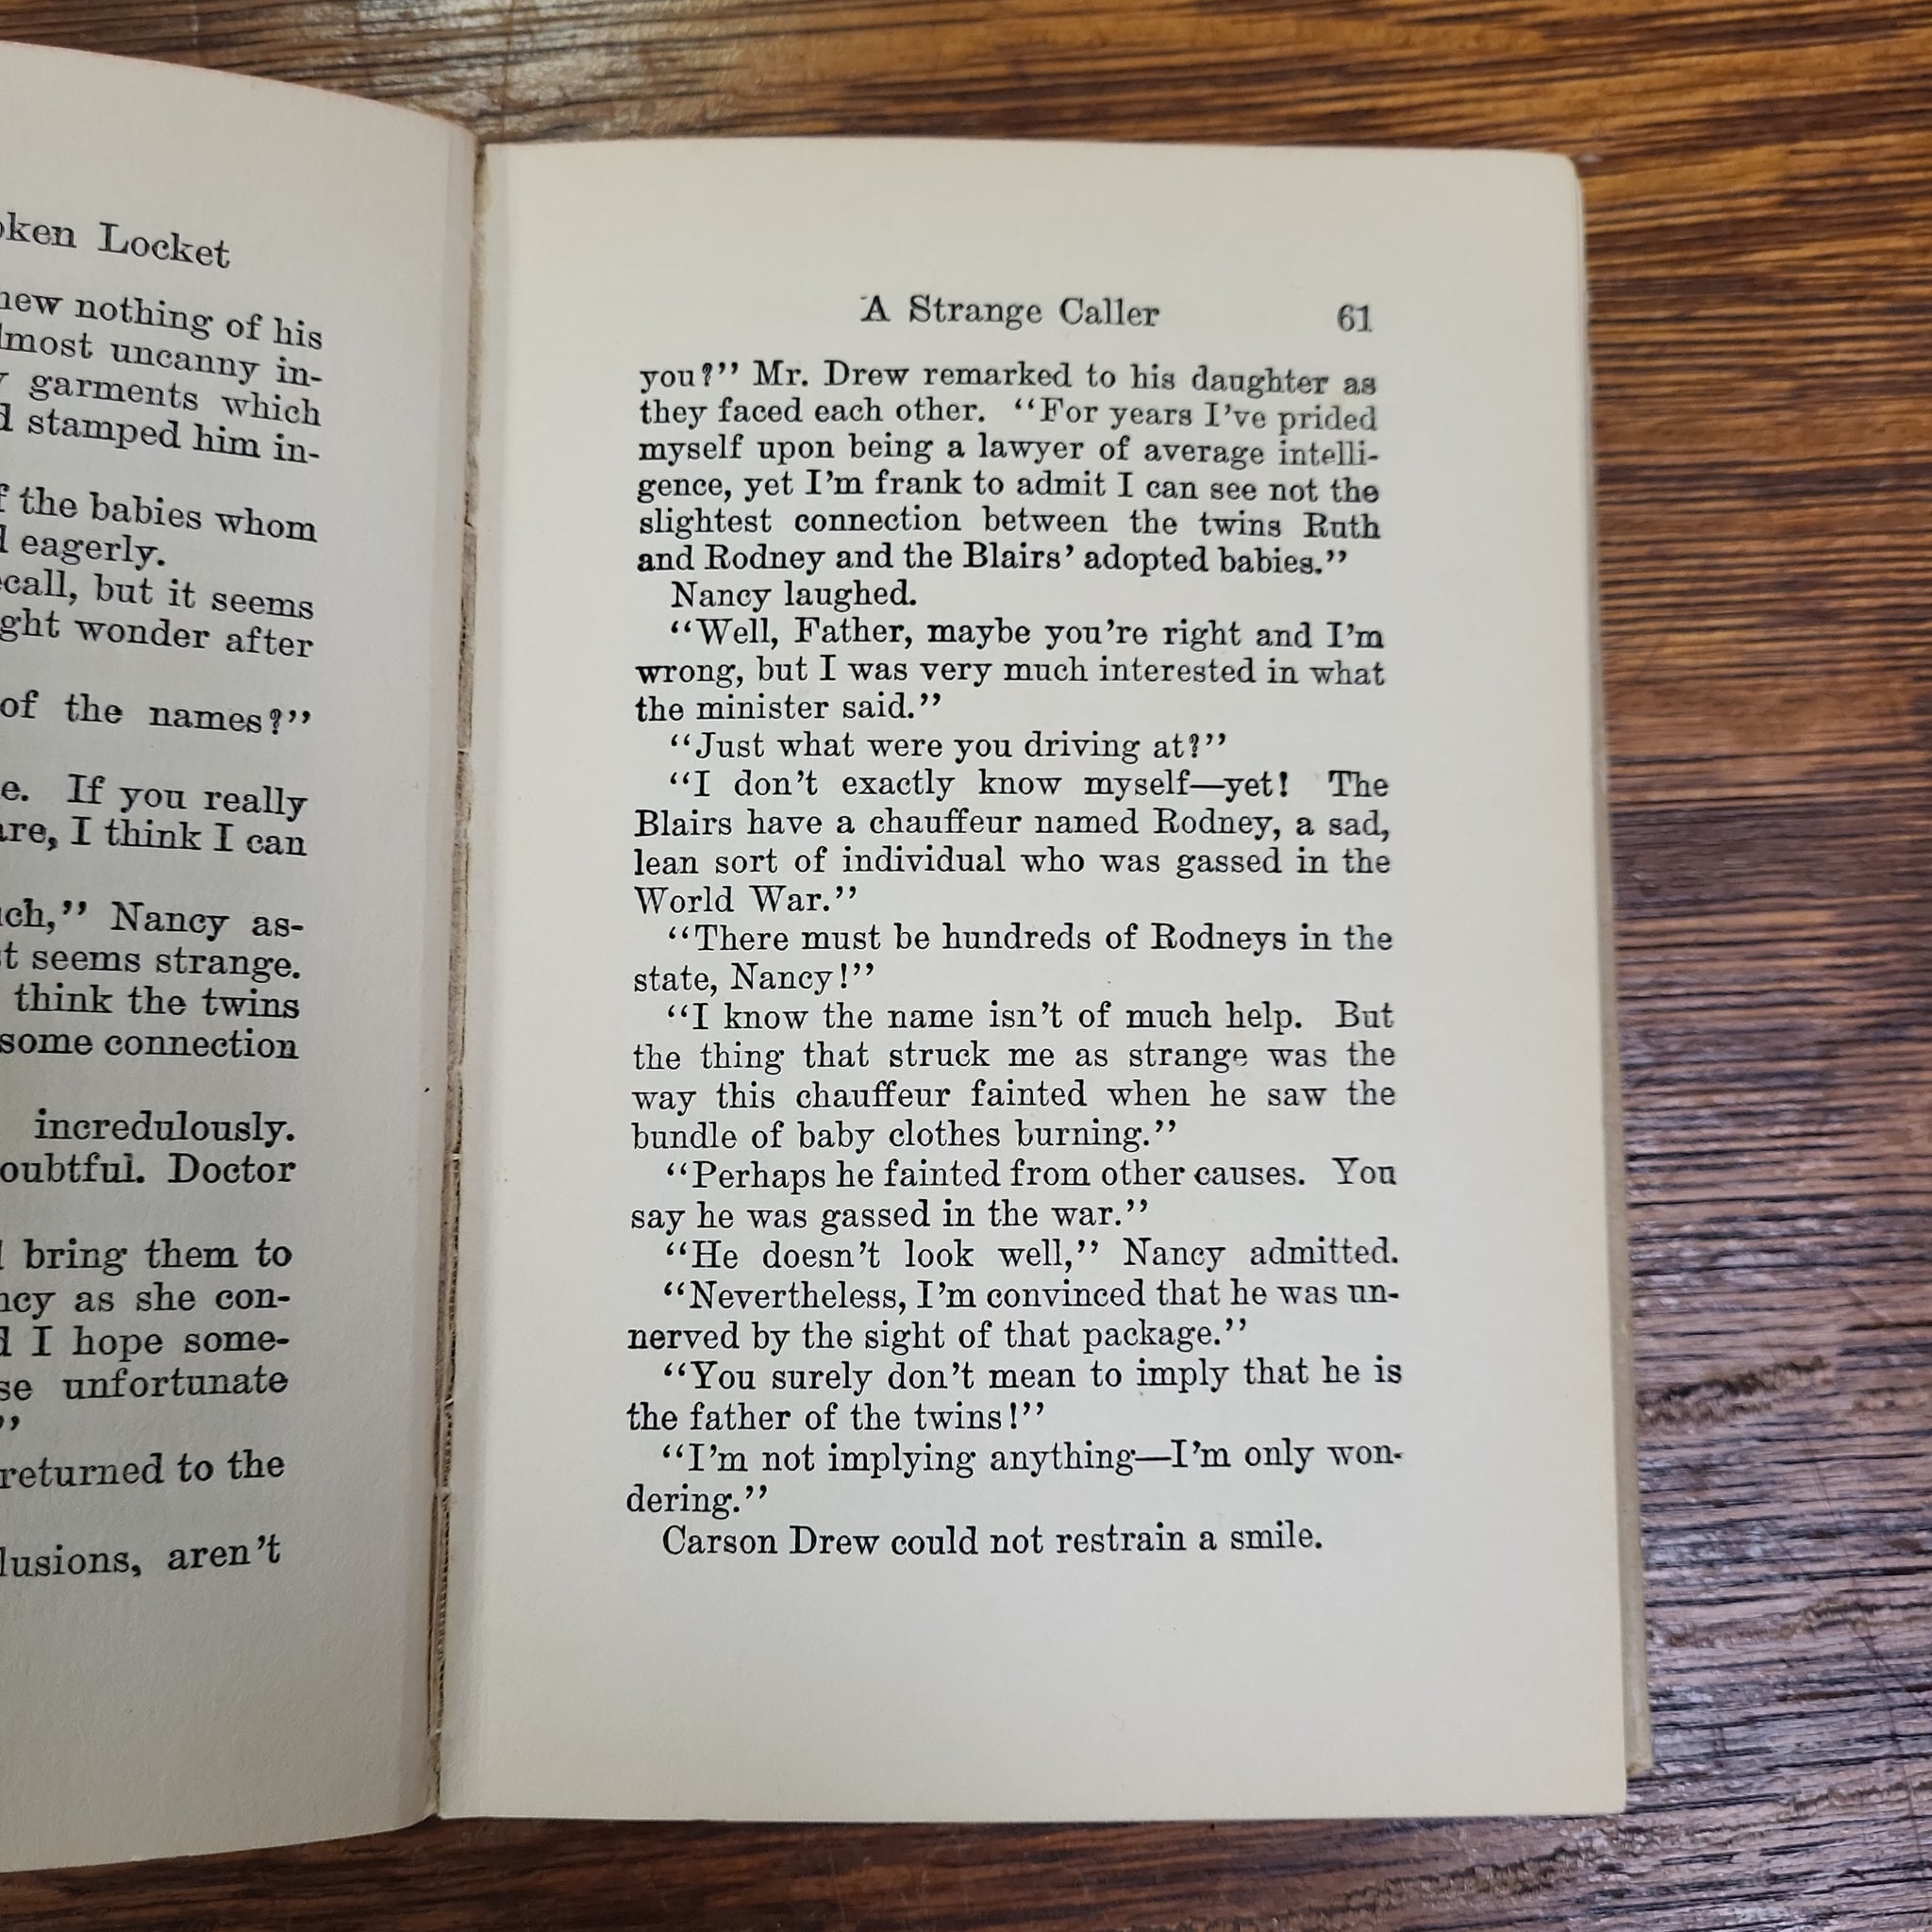 Locket
nothing of his
uncanny in-
garments which
stamped him in-
the babies whom
eagerly.
but it seems
wonder after
of the names?”
If you really
I think I can
Nancy as-
seems strange.
think the twins
some connection
incredulously.
Doctor
bring them to
as she con-
I hope some-
unfortunate
”
returned to the
aren’t
A Strange Caller 61
you?” Mr. Drew remarked to his daughter as
they faced each other. “For years I’ve prided
myself upon being a lawyer of average intelli-
gence, yet I’m frank to admit I can see not the
slightest connection between the twins Ruth
and Rodney and the Blairs’ adopted babies.”
Nancy laughed.
“Well, Father, maybe you’re right and I’m
wrong, but I was very much interested in what
the minister said.”
“Just what were you driving at?”
“I don’t exactly know myself—yet! The
Blairs have a chauffeur named Rodney, a sad,
lean sort of individual who was gassed in the
World War.”
“There must be hundreds of Rodneys in the
state, Nancy!”
“I know the name isn’t of much help. But
the thing that struck me as strange was the
way this chauffeur fainted when he saw the
bundle of baby clothes burning.”
“Perhaps he fainted from other causes. You
say he was gassed in the war.”
“He doesn’t look well,” Nancy admitted.
“Nevertheless, I’m convinced that he was un-
nerved by the sight of that package.”
“You surely don’t mean to imply that he is
the father of the twins!”
“I’m not implying anything—I’m only won-
dering.”
Carson Drew could not restrain a smile.